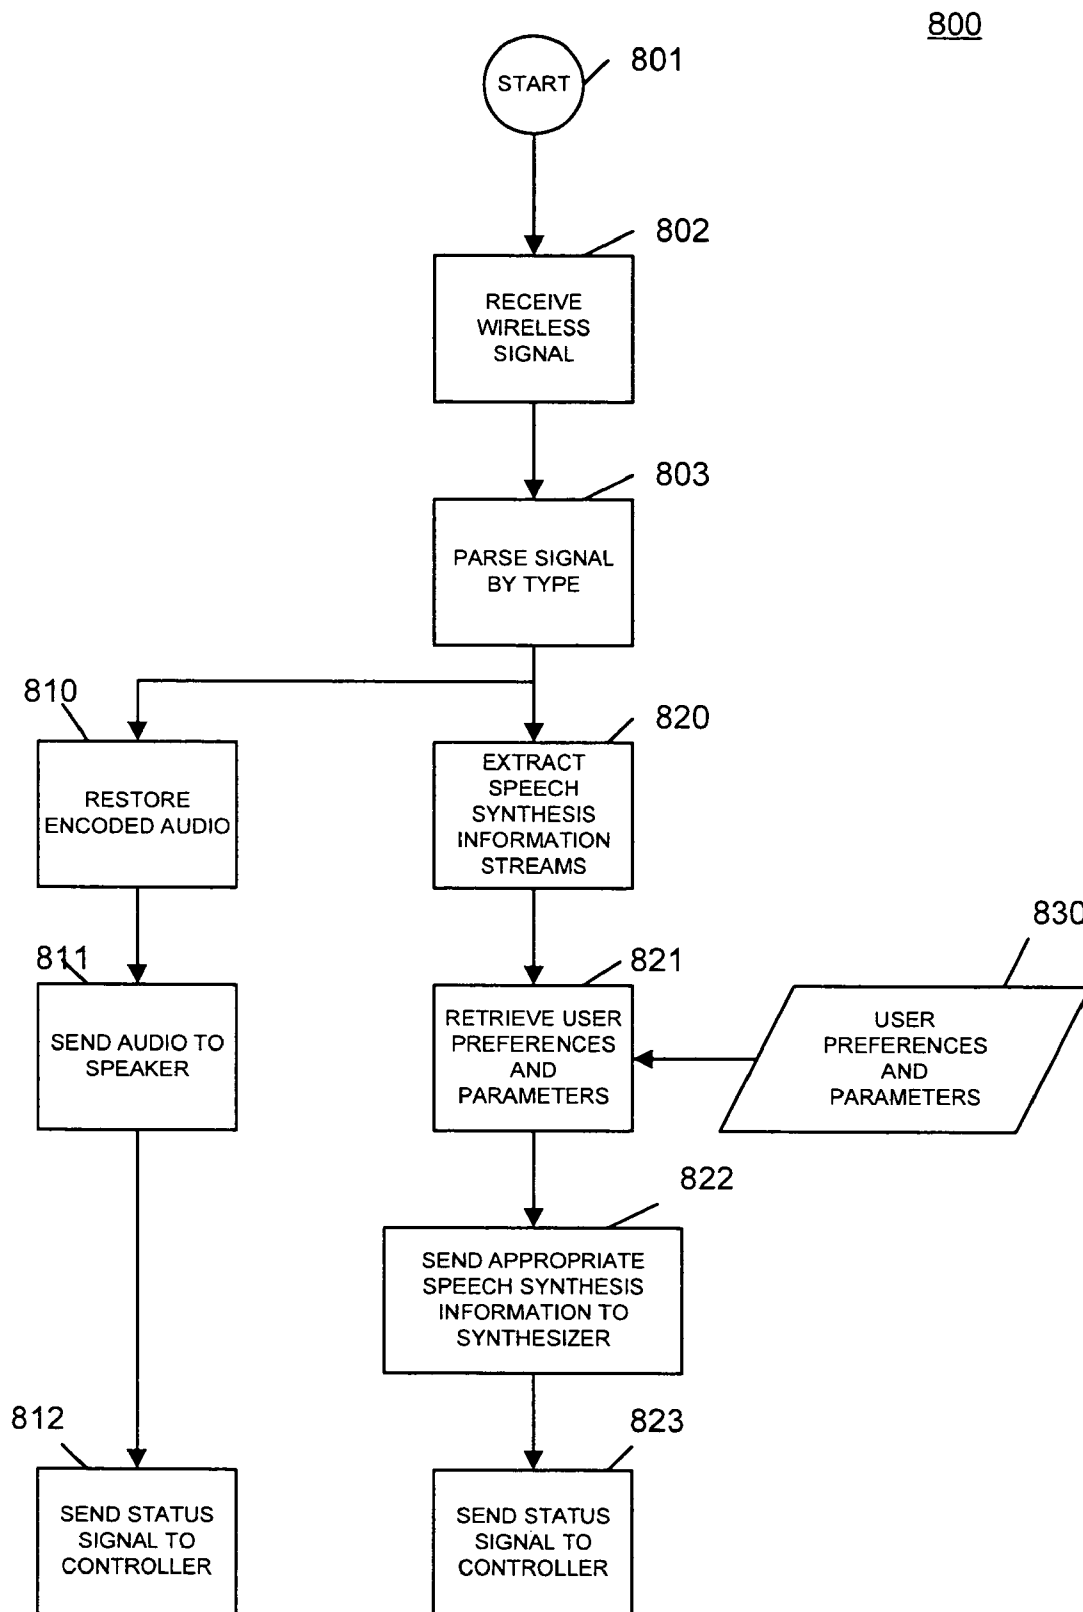 800
START
801
802
RECEIVE
WIRELESS
SIGNAL
803
PARSE SIGNAL
BY TYPE
810
RESTORE
ENCODED AUDIO
820
EXTRACT
SPEECH
SYNTHESIS
INFORMATION
STREAMS
811
SEND AUDIO TO
SPEAKER
821
RETRIEVE USER
PREFERENCES
AND
PARAMETERS
830
USER
PREFERENCES
AND
PARAMETERS
822
SEND APPROPRIATE
SPEECH SYNTHESIS
INFORMATION TO
SYNTHESIZER
812
SEND STATUS
SIGNAL TO
CONTROLLER
823
SEND STATUS
SIGNAL TO
CONTROLLER